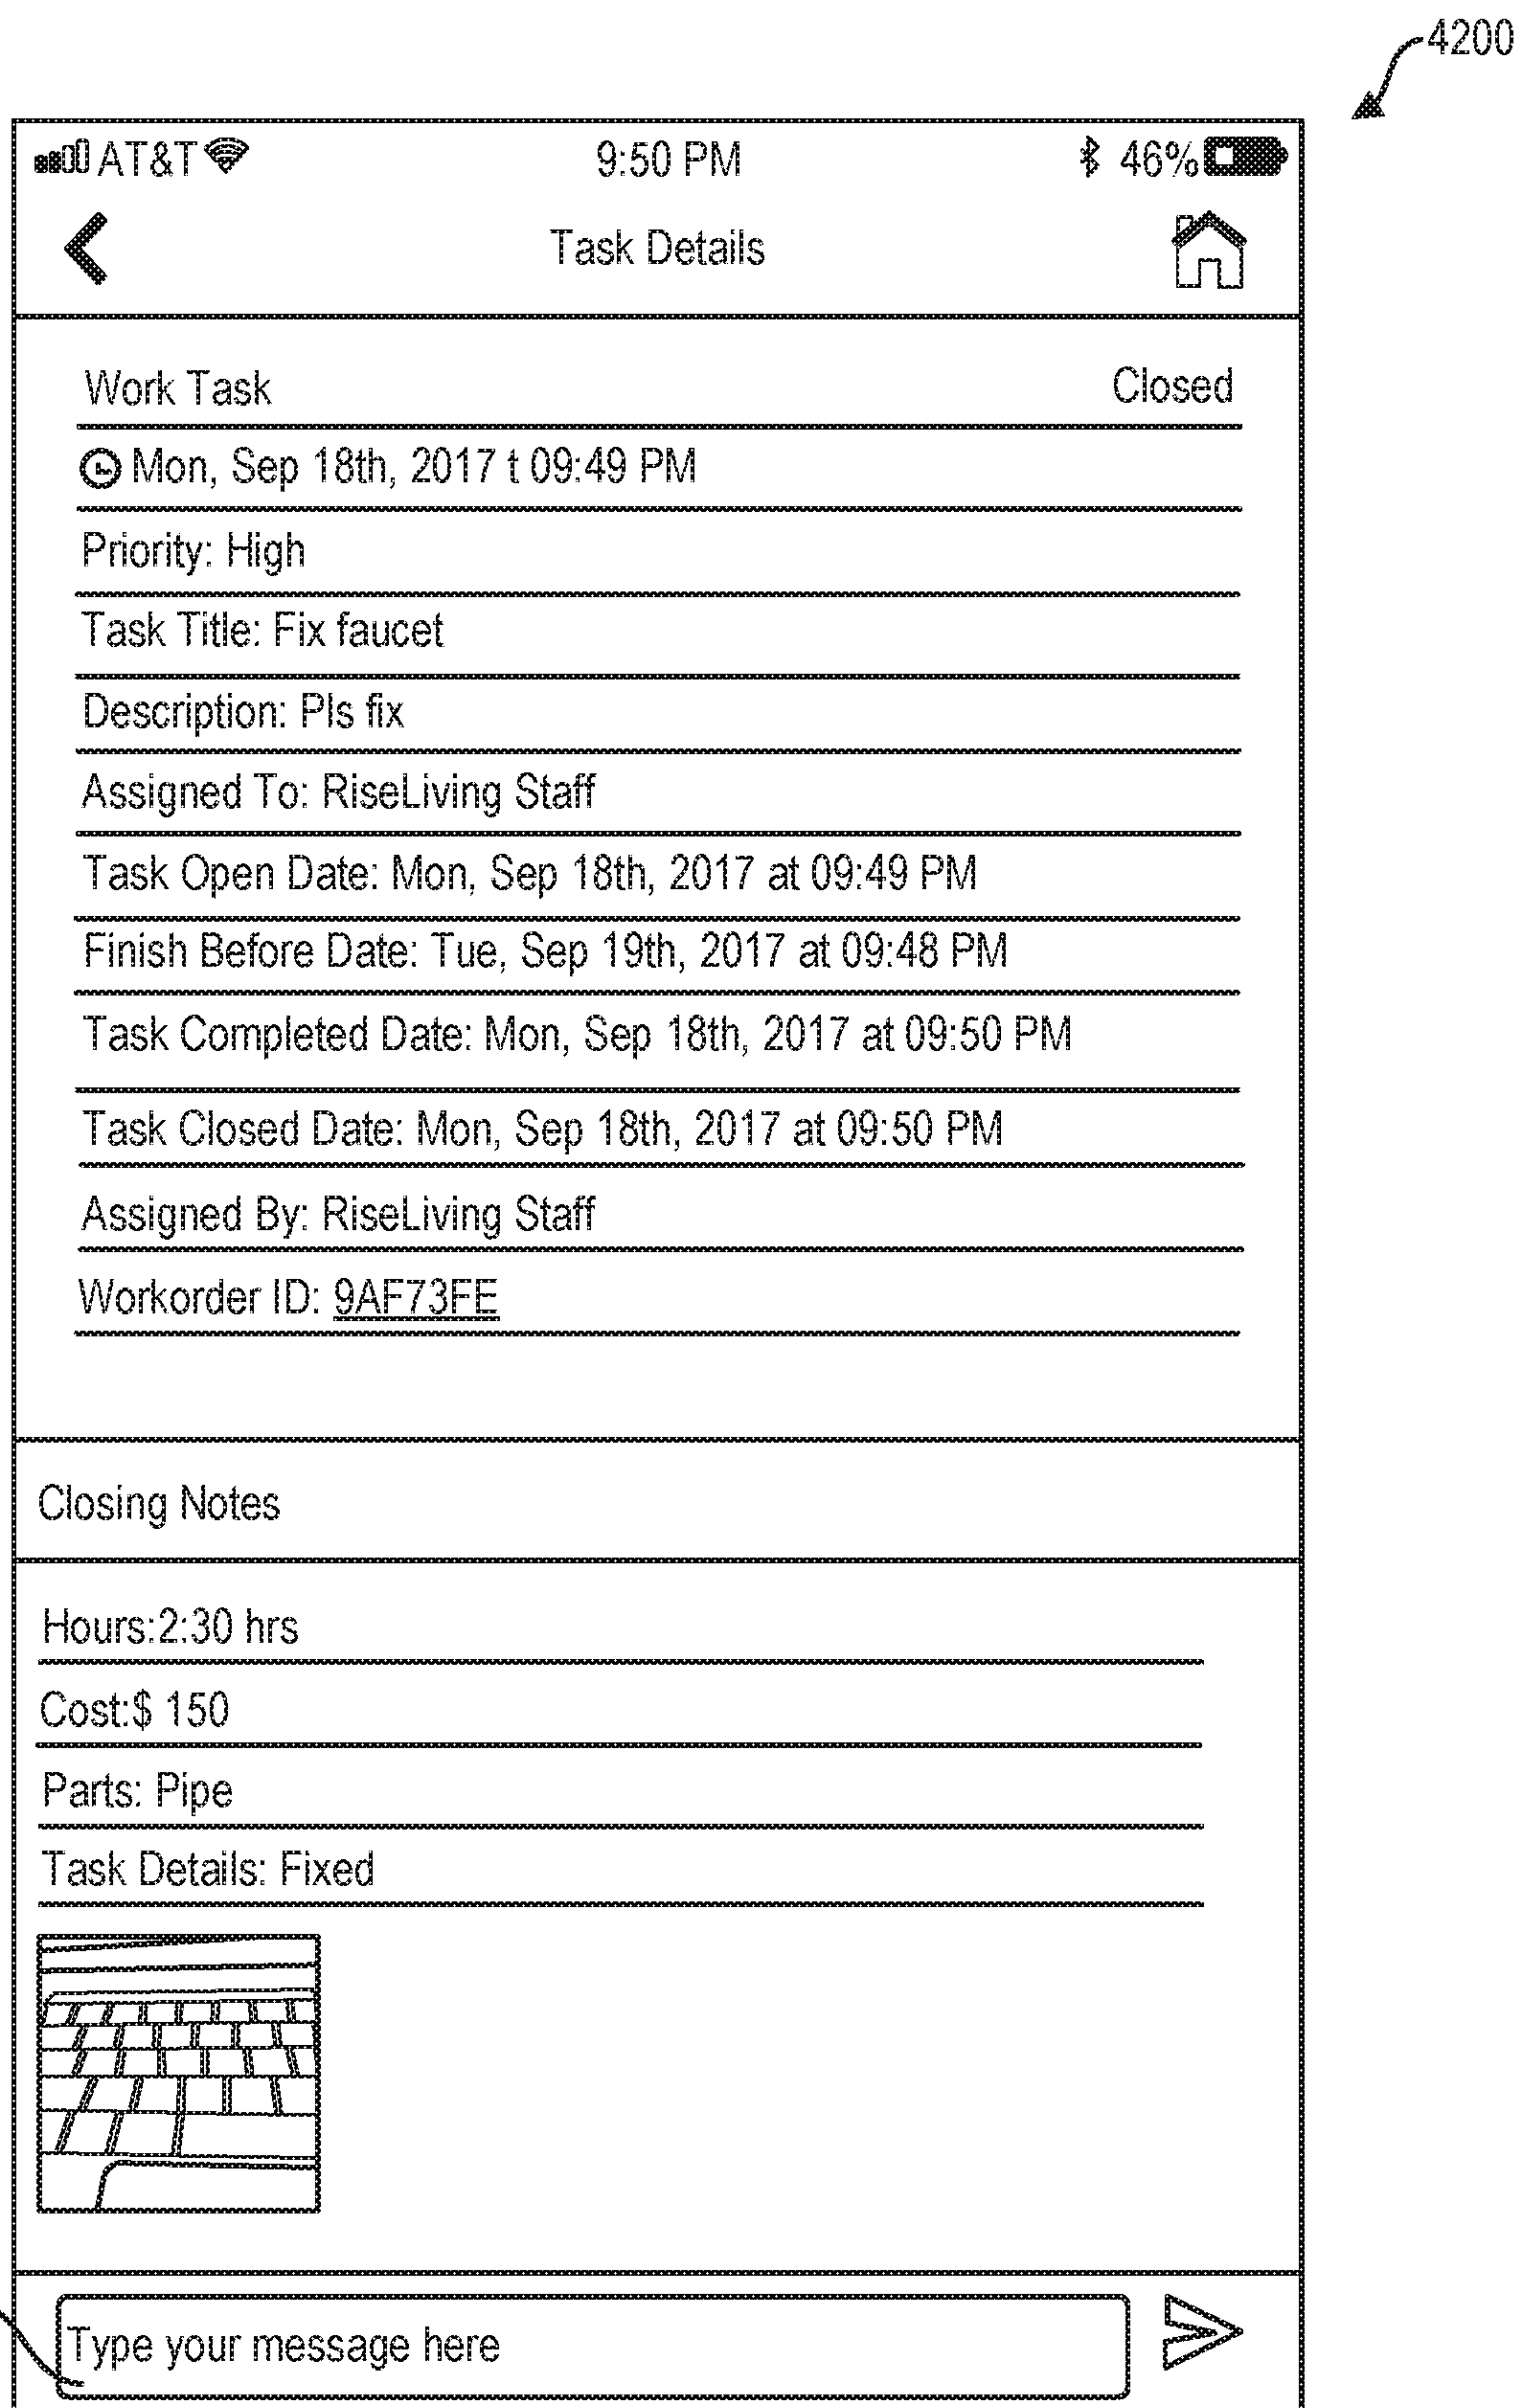 4200
AT&T 9:50 PM 46%
Task Details
Work Task Closed
Mon, Sep 18th, 2017 t 09:49 PM
Priority: High
Task Title: Fix faucet
Description: Pls fix
Assigned To: RiseLiving Staff
Task Open Date: Mon, Sep 18th, 2017 at 09:49 PM
Finish Before Date: Tue, Sep 19th, 2017 at 09:48 PM
Task Completed Date: Mon, Sep 18th, 2017 at 09:50 PM
Task Closed Date: Mon, Sep 18th, 2017 at 09:50 PM
Assigned By: RiseLiving Staff
Workorder ID: 9AF73FE
Closing Notes
Hours:2:30 hrs
Cost:$ 150
Parts: Pipe
Task Details: Fixed
Type your message here